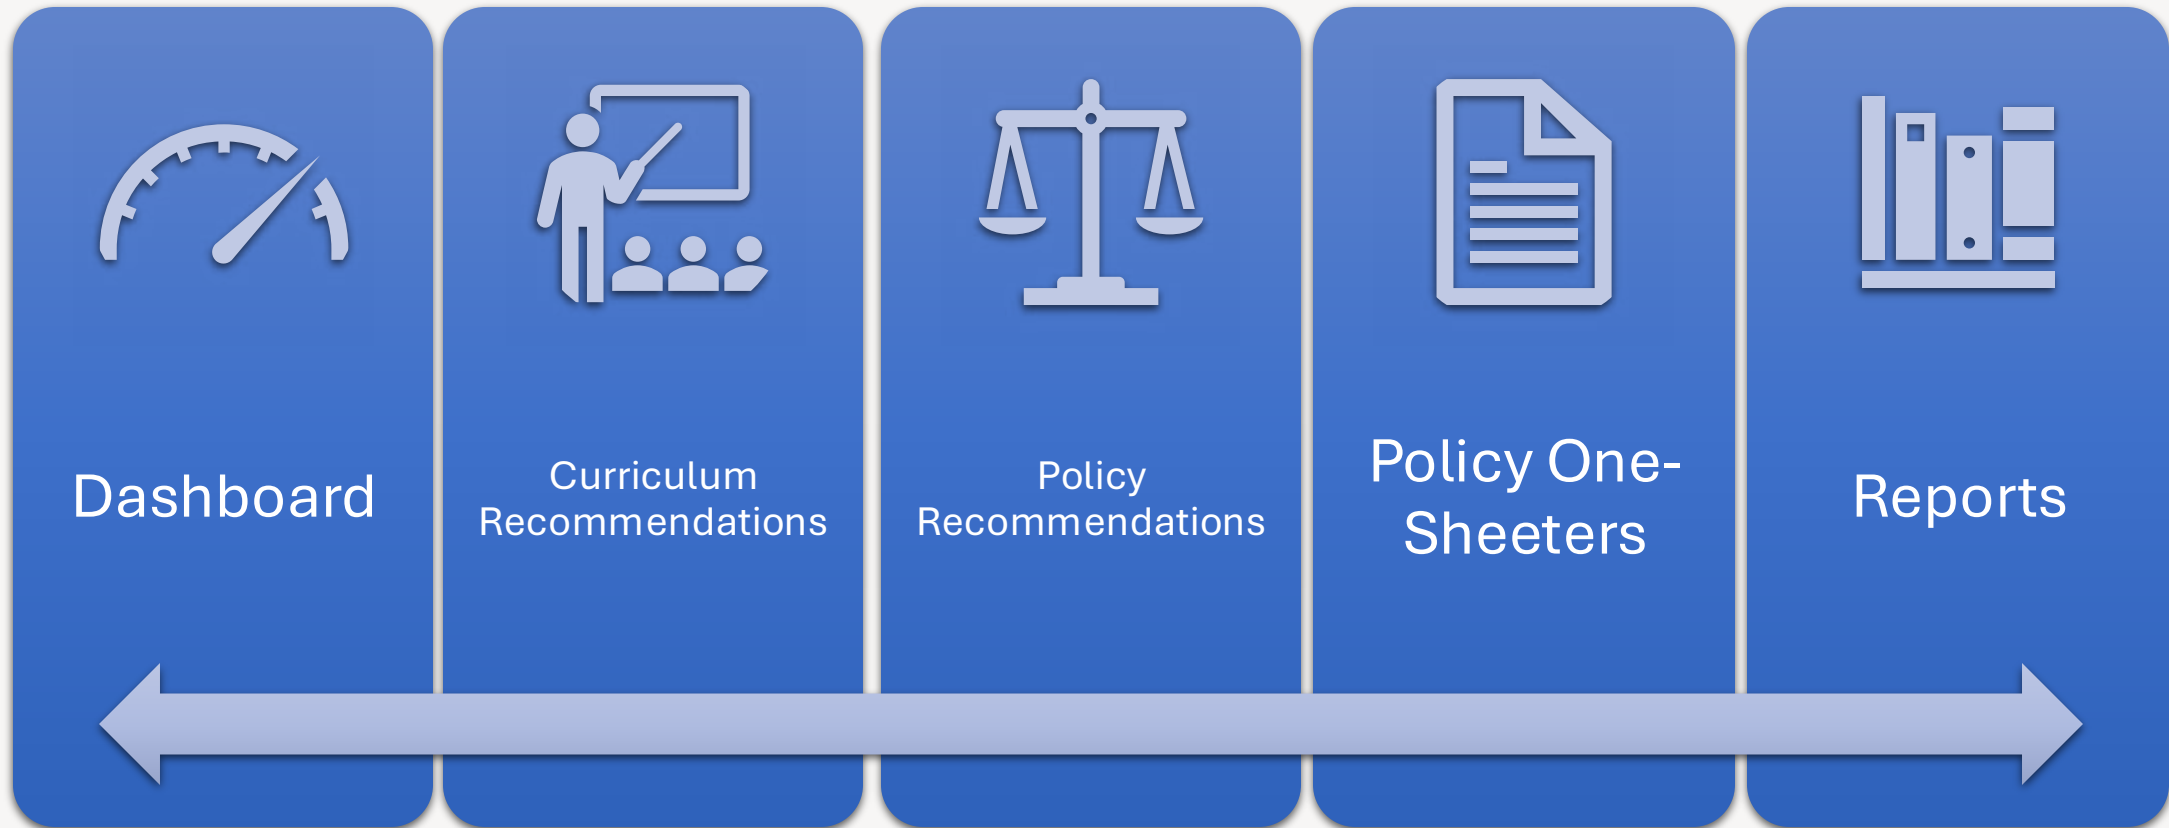 Dashboard
Curriculum
Recommendations
Policy
Recommendations
Policy One-
Sheeters
Reports